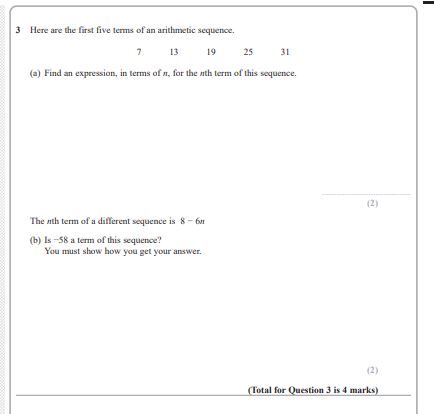 3 Here are the first five terms of an arithmetic sequence.
7 13 19 25 31
(a) Find an expression, in terms of n, for the nth term of this sequence.
(2)
The nth term of a different sequence is 8 – 6n
(b) Is –58 a term of this sequence?
You must show how you get your answer.
(2)
(Total for Question 3 is 4 marks)